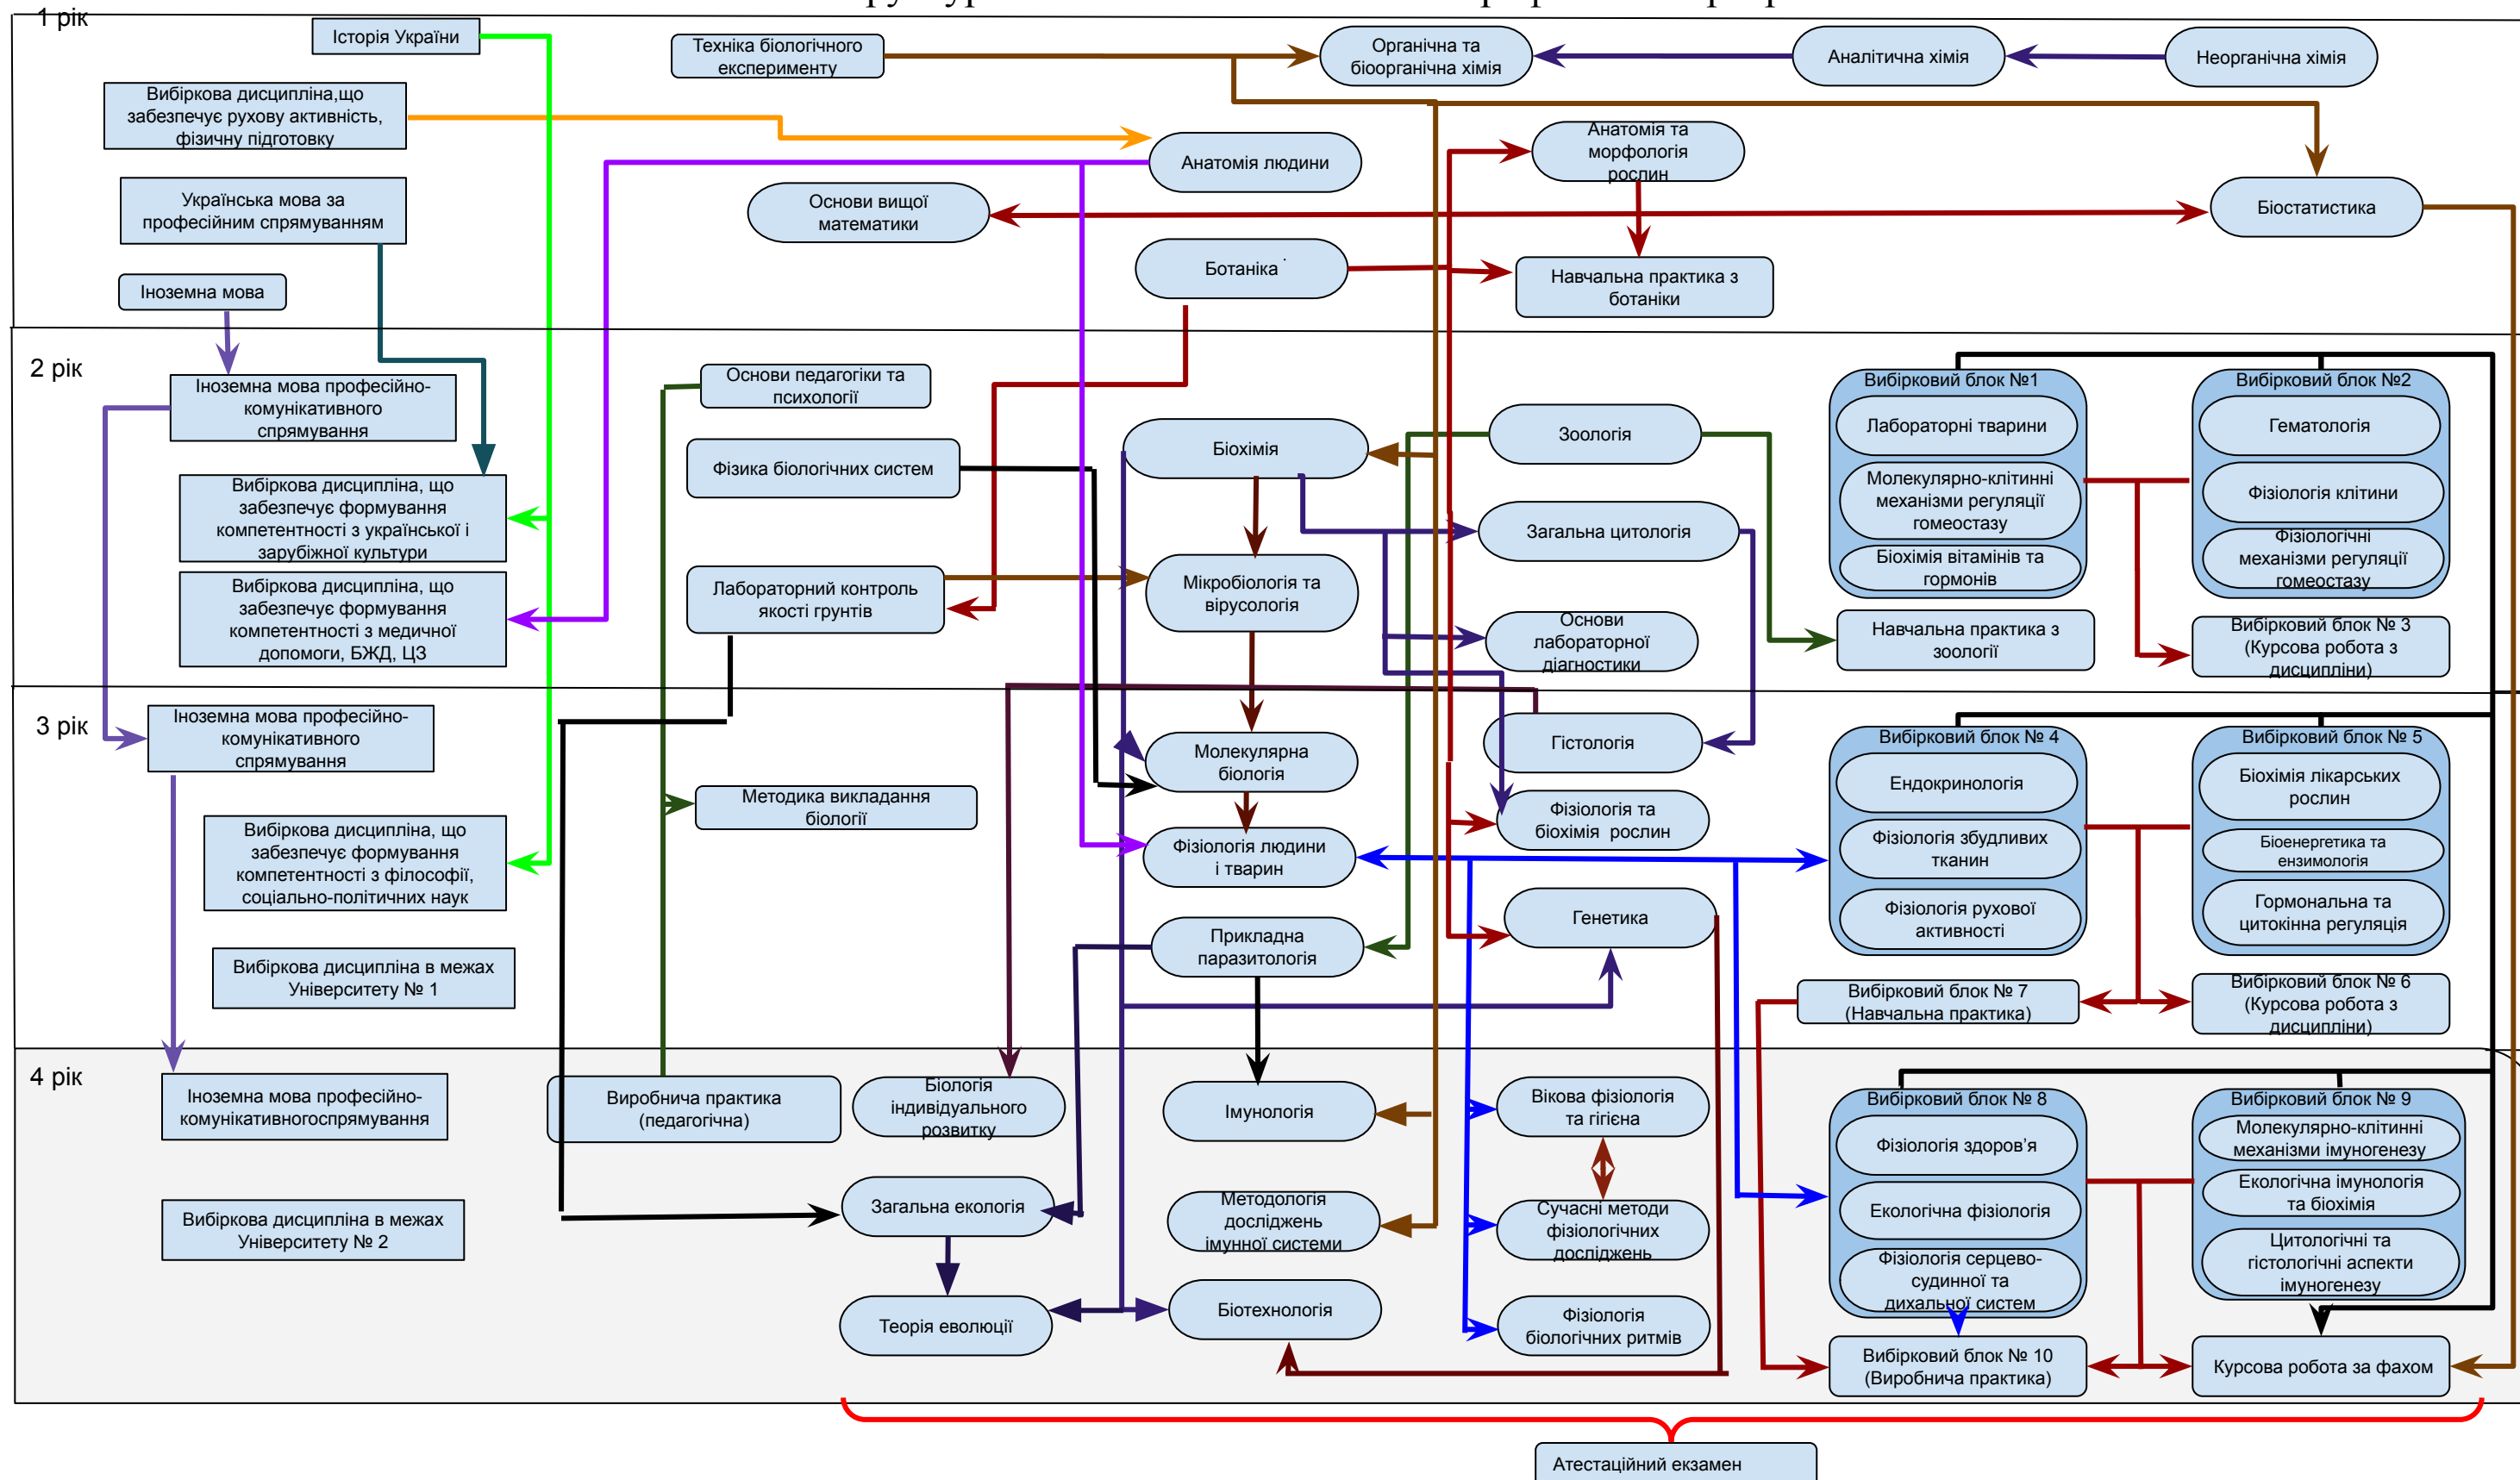 1 рік
Історія України
Техніка біологічного
експерименту
Органічна та
біоорганічна хімія
Аналітична хімія
Неорганічна хімія
Вибіркова дисципліна,що
забезпечує рухову активність,
фізичну підготовку
Анатомія людини
Анатомія та
морфологія
рослин
Українська мова за
професійним спрямуванням
Основи вищої
математики
Біостатистика
Ботаніка
Навчальна практика з
ботаніки
Іноземна мова
2 рік
Іноземна мова професійно-
комунікативного
спрямування
Основи педагогіки та
психології
Вибірковий блок №1
Лабораторні тварини
Молекулярно-клітинні
механізми регуляції
гомеостазу
Біохімія вітамінів та
гормонів
Вибірковий блок №2
Гематологія
Фізіологія клітини
Фізіологічні
механізми регуляції
гомеостазу
Фізика біологічних систем
Біохімія
Зоологія
Вибіркова дисципліна, що
забезпечує формування
компетентності з української і
зарубіжної культури
Загальна цитологія
Вибіркова дисципліна, що
забезпечує формування
компетентності з медичної
допомоги, БЖД, ЦЗ
Лабораторний контроль
якості грунтів
Мікробіологія та
вірусологія
Основи
лабораторної
діагностики
Навчальна практика з
зоології
Вибірковий блок № 3
(Курсова робота з
дисципліни)
3 рік
Іноземна мова професійно-
комунікативного
спрямування
Молекулярна
біологія
Гістологія
Вибірковий блок № 4
Ендокринологія
Фізіологія збудливих
тканин
Фізіологія рухової
активності
Вибірковий блок № 5
Біохімія лікарських
рослин
Біоенергетика та
ензимологія
Гормональна та
цитокінна регуляція
Методика викладання
біології
Фізіологія та
біохімія рослин
Вибіркова дисципліна, що
забезпечує формування
компетентності з філософії,
соціально-політичних наук
Фізіологія людини
і тварин
Генетика
Прикладна
паразитологія
Вибіркова дисципліна в межах
Університету № 1
Вибірковий блок № 7
(Навчальна практика)
Вибірковий блок № 6
(Курсова робота з
дисципліни)
4 рік
Іноземна мова професійно-
комунікативногоспрямування
Виробнича практика
(педагогічна)
Біологія
індивідуального
розвитку
Імунологія
Вікова фізіологія
та гігієна
Вибірковий блок № 8
Фізіологія здоров’я
Екологічна фізіологія
Фізіологія серцево-
судинної та
дихальної систем
Вибірковий блок № 9
Молекулярно-клітинні
механізми імуногенезу
Екологічна імунологія
та біохімія
Цитологічні та
гістологічні аспекти
імуногенезу
Вибіркова дисципліна в межах
Університету № 2
Загальна екологія
Методологія
досліджень
імунної системи
Сучасні методи
фізіологічних
досліджень
Теорія еволюції
Біотехнологія
Фізіологія
біологічних ритмів
Вибірковий блок № 10
(Виробнича практика)
Курсова робота за фахом
Атестаційний екзамен